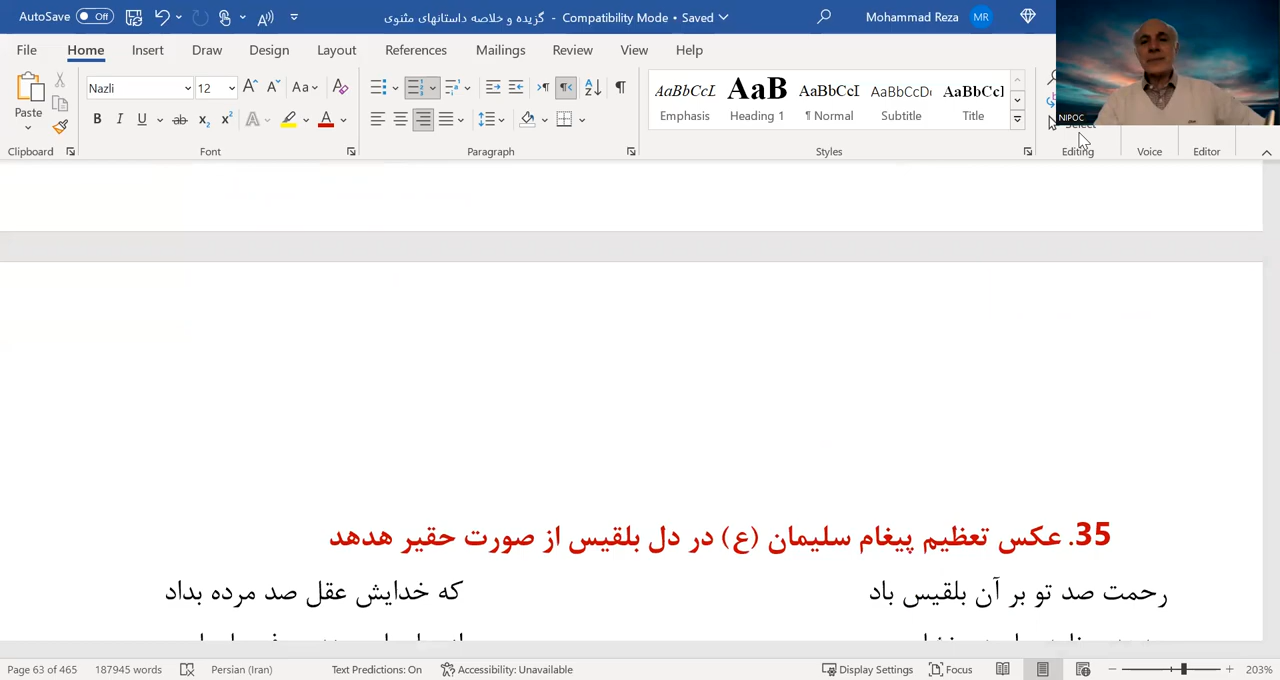 AutoSave Off گزیده و خلاصه داستانهای مثنوی - Compatibility Mode • Saved Mohammad Reza MR
File Home Insert Draw Design Layout References Mailings Review View Help
Paste
Nazli 12 Aa
AaBbCcL AaB AaBbCcI AaBbCcD AaBbCcI
Emphasis Heading 1 ¶ Normal Subtitle Title
NIPOC
Select
Clipboard Font Paragraph Styles Editing Voice Editor
35. عکس تعظیم پیغام سلیمان (ع) در دل بلقیس از صورت حقیر هدهد
رحمت صد تو بر آن بلقیس باد که خدایش عقل صد مرده بداد
Page 63 of 465 187945 words Persian (Iran) Text Predictions: On Accessibility: Unavailable Display Settings Focus 203%